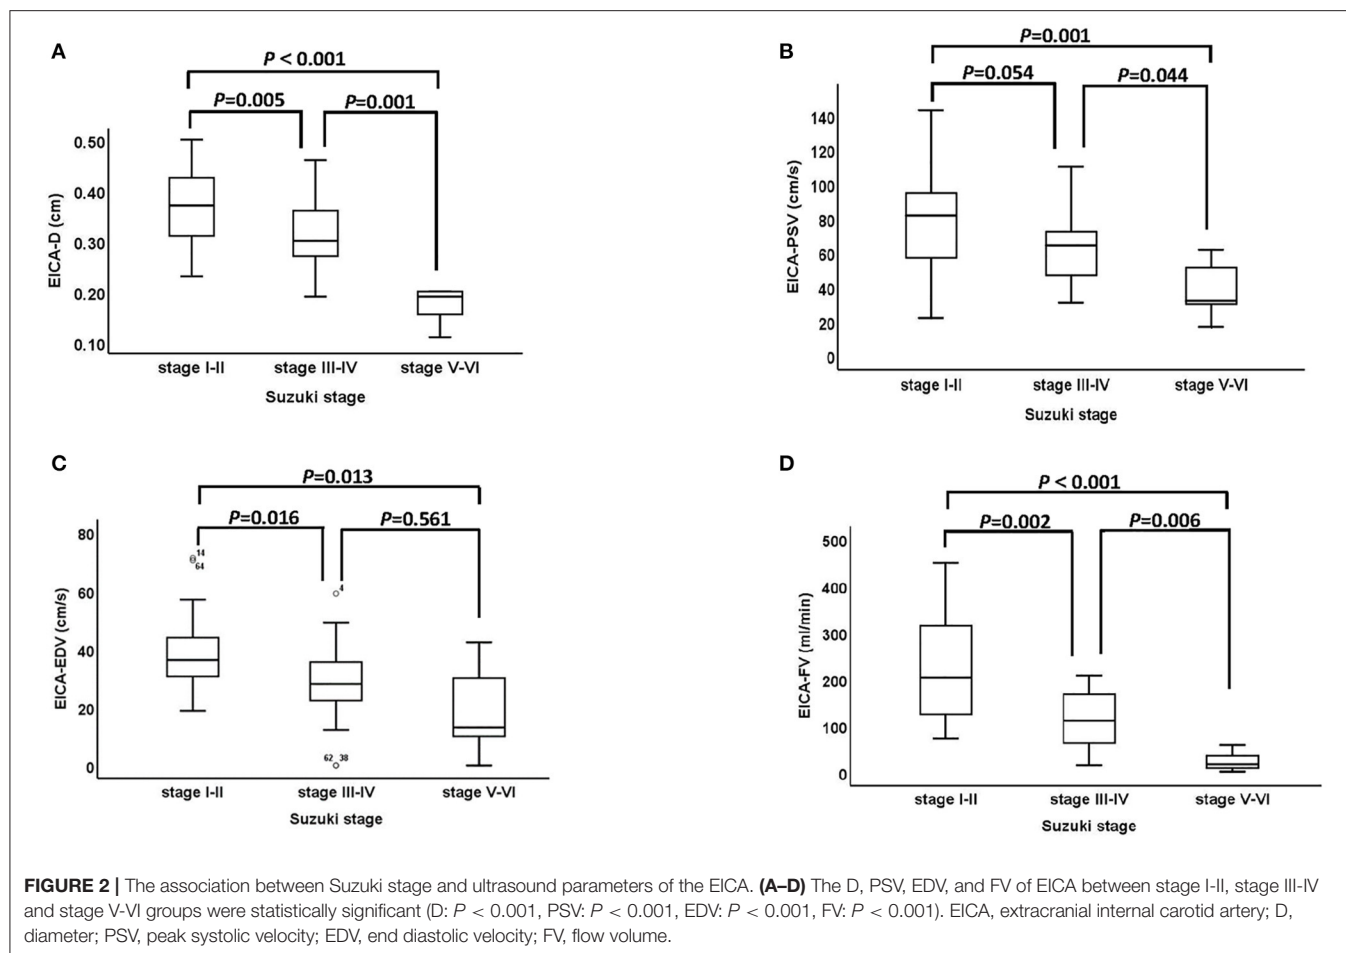 A
P < 0.001
P=0.005
P=0.001
0.50
0.40
0.30
0.20
0.10
EICA-D (cm)
stage I-II
stage III-IV
stage V-VI
Suzuki stage
B
P=0.001
P=0.054
P=0.044
140
120
100
80
60
40
20
0
EICA-PSV (cm/s)
stage I-II
stage III-IV
stage V-VI
Suzuki stage
C
P=0.013
P=0.016
P=0.561
80
60
40
20
0
EICA-EDV (cm/s)
14
64
4
62
38
stage I-II
stage III-IV
stage V-VI
Suzuki stage
D
P < 0.001
P=0.002
P=0.006
500
400
300
200
100
0
EICA-FV (ml/min)
stage I-II
stage III-IV
stage V-VI
Suzuki stage
FIGURE 2 | The association between Suzuki stage and ultrasound parameters of the EICA. (A–D) The D, PSV, EDV, and FV of EICA between stage I-II, stage III-IV
and stage V-VI groups were statistically significant (D: P < 0.001, PSV: P < 0.001, EDV: P < 0.001, FV: P < 0.001). EICA, extracranial internal carotid artery; D,
diameter; PSV, peak systolic velocity; EDV, end diastolic velocity; FV, flow volume.